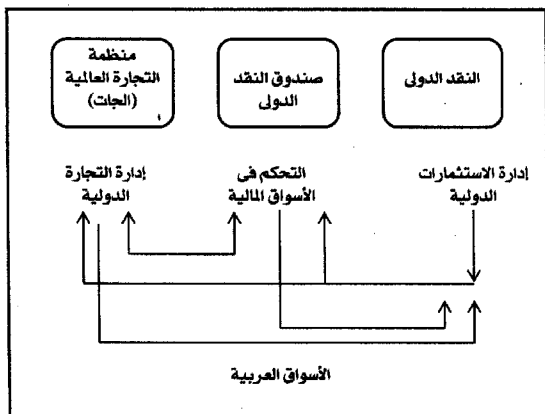 النقد الدولى
صندوق النقد
الدولى
منظمة
التجارة العالمية
(الجات)
إدارة الاستثمارات
الدولية
التحكم فى
الأسواق المالية
إدارة التجارة
الدولية
الأسواق العربية